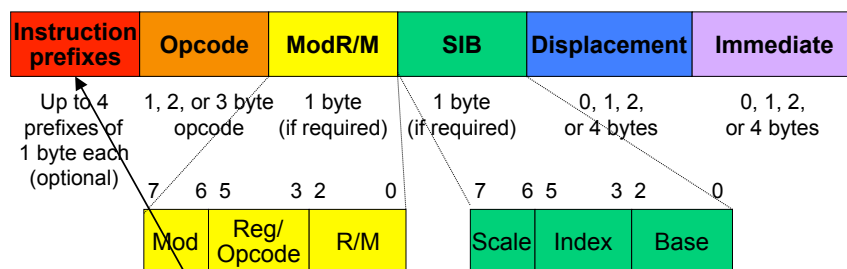 Instruction prefixes Opcode ModR/M SIB Displacement Immediate
Up to 4 prefixes of 1 byte each (optional)
1, 2, or 3 byte opcode
1 byte (if required)
1 byte (if required)
0, 1, 2, or 4 bytes
0, 1, 2, or 4 bytes
7 6 5 3 2 0
7 6 5 3 2 0
Mod Reg/Opcode R/M
Scale Index Base